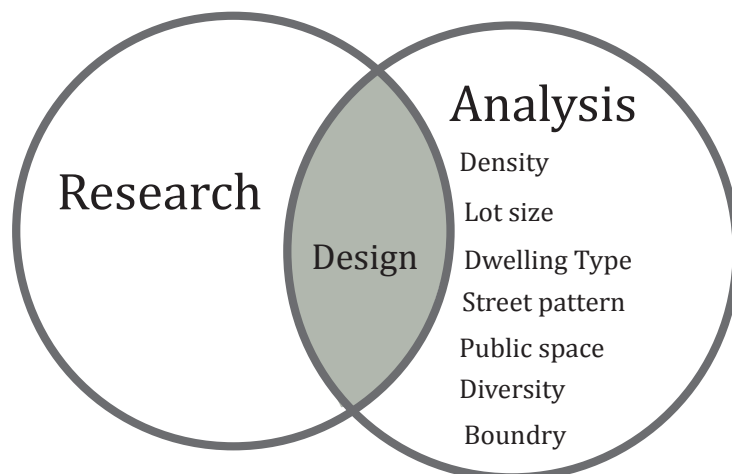 Research
Design
Analysis
Density
Lot size
Dwelling Type
Street pattern
Public space
Diversity
Boundry